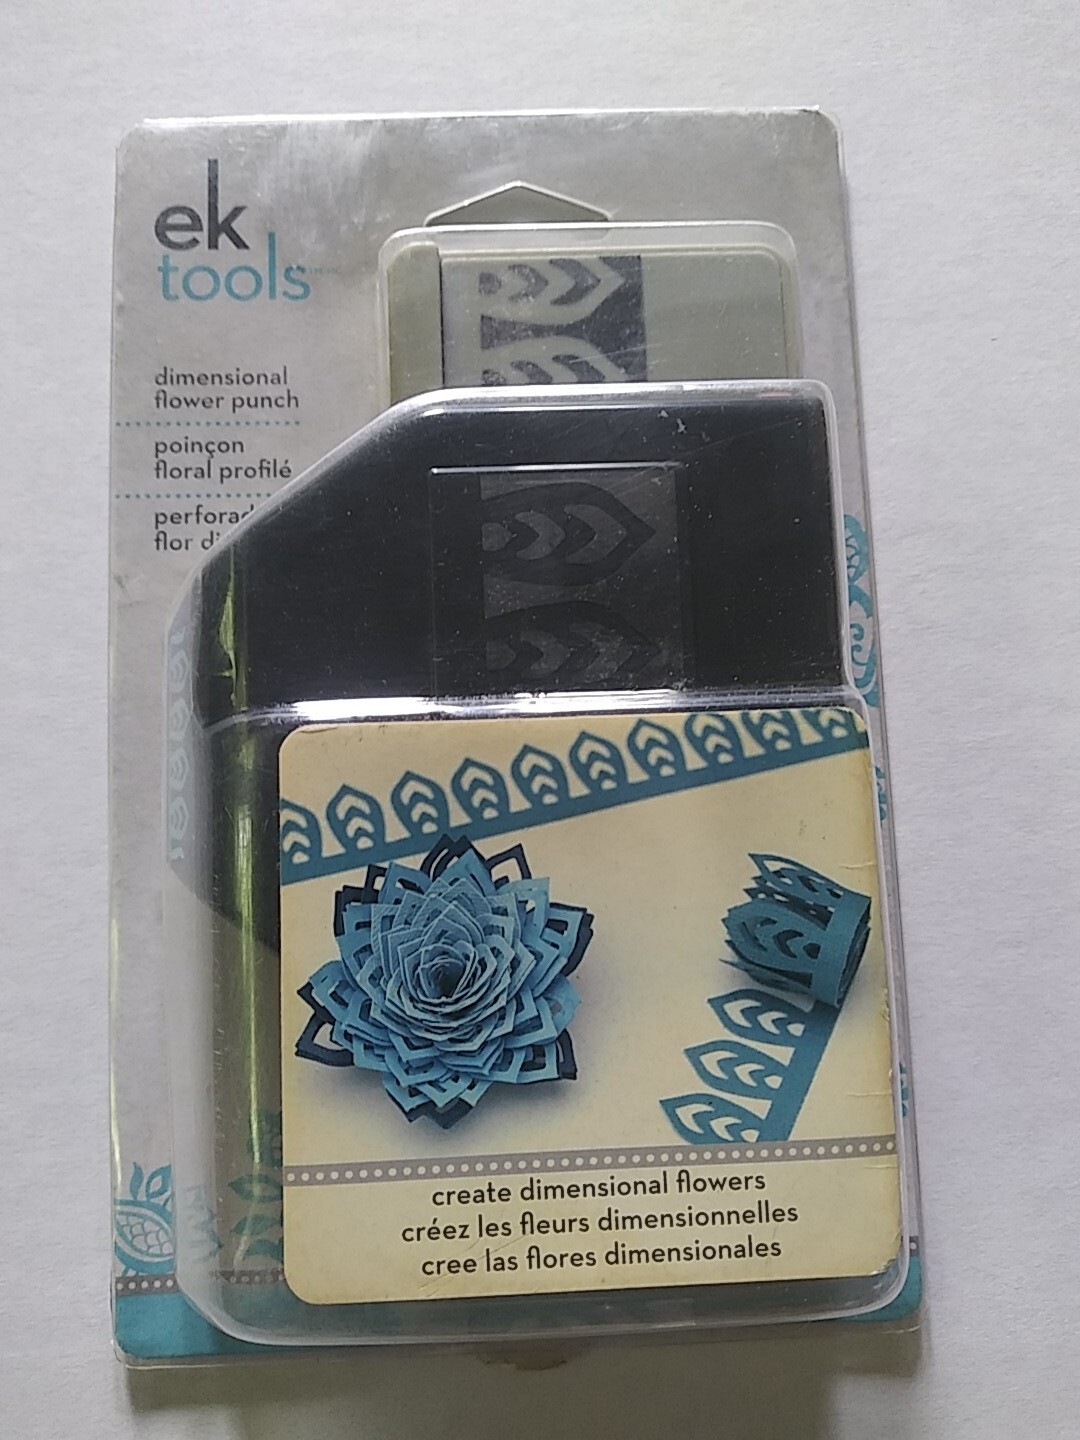 ek
tools
dimensional
flower punch
poinçon
floral profilé
flor
create dimensional flowers
créez les fleurs dimensionnelles
cree las flores dimensionales